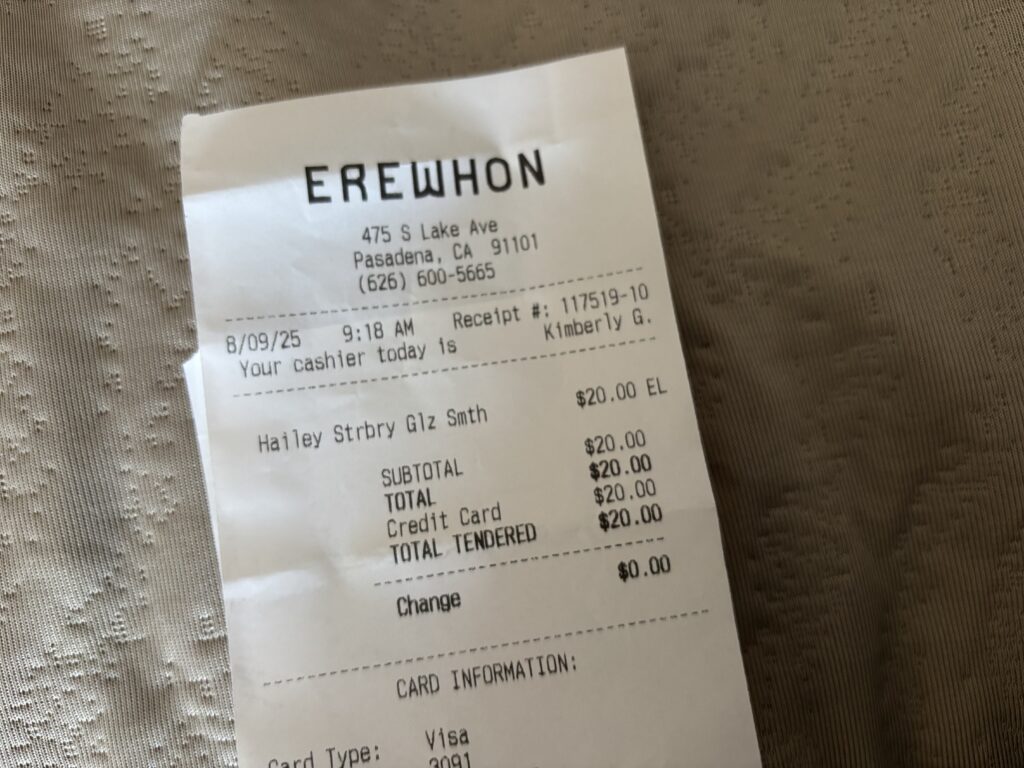 EREWHON
475 S Lake Ave
Pasadena, CA 91101
(626) 600-5665
8/09/25 9:18 AM Receipt #: 117519-10
Your cashier today is Kimberly G.
Hailey Strbry Glz Smth $20.00 EL
SUBTOTAL $20.00
TOTAL $20.00
Credit Card $20.00
TOTAL TENDERED $20.00
Change $0.00
CARD INFORMATION:
Card Type: Visa
3091